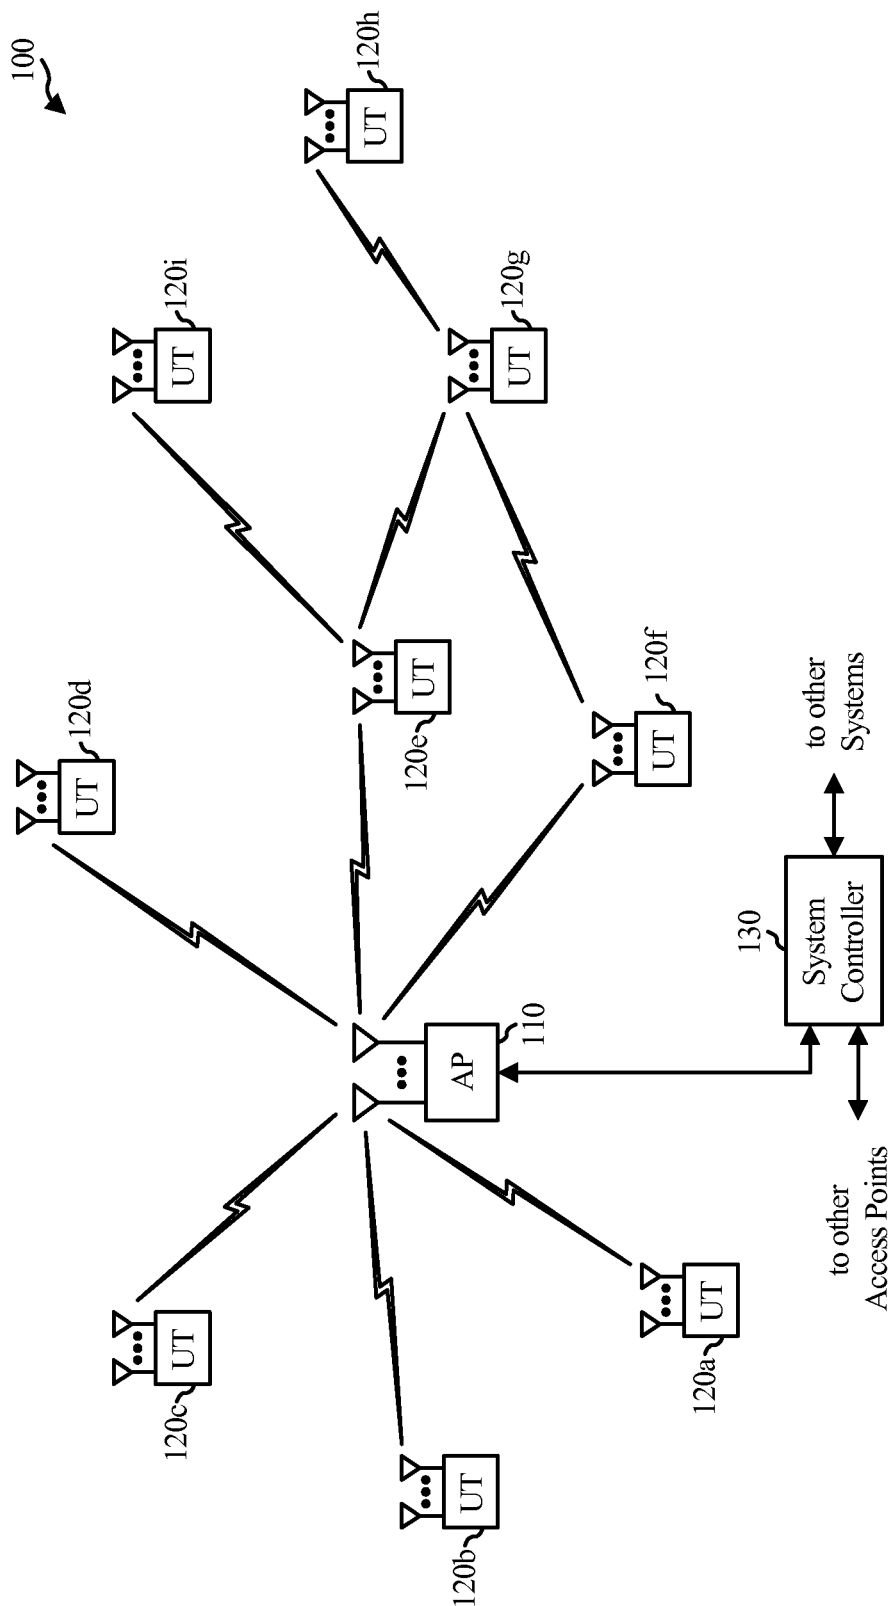 100
UT
120d
UT
120i
UT
120h
UT
120c
UT
120e
UT
120g
UT
120b
AP
110
UT
120f
UT
120a
System
Controller
130
to other
Systems
to other
Access Points